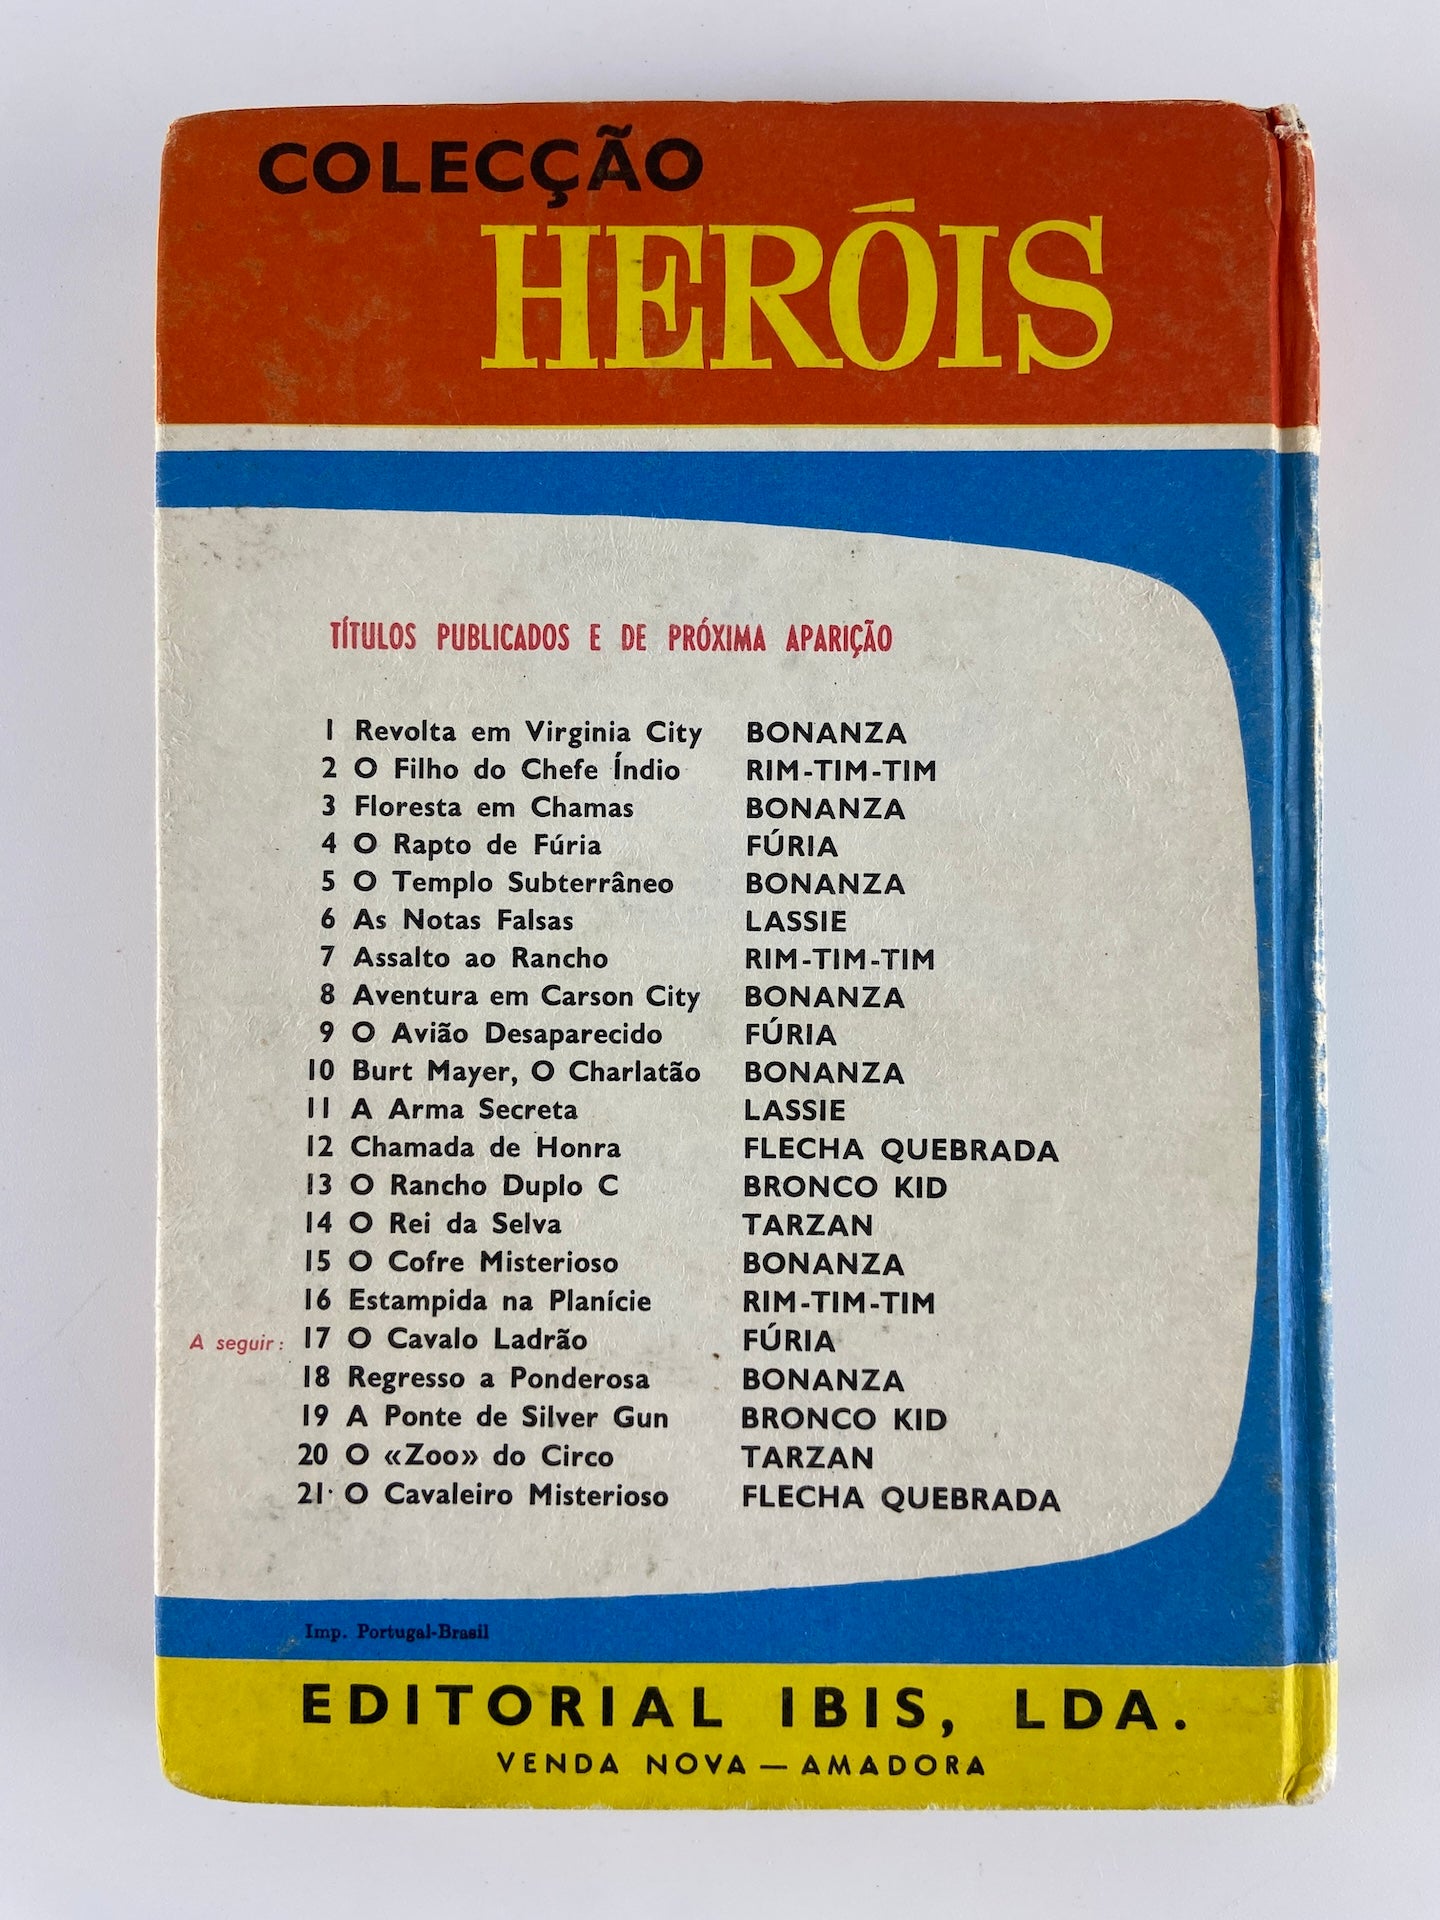 COLECÇÃO
HERÓIS
TÍTULOS PUBLICADOS E DE PRÓXIMA APARIÇÃO
1 Revolta em Virginia City BONANZA
2 O Filho do Chefe Índio RIM-TIM-TIM
3 Floresta em Chamas BONANZA
4 O Rapto de Fúria FÚRIA
5 O Templo Subterrâneo BONANZA
6 As Notas Falsas LASSIE
7 Assalto ao Rancho RIM-TIM-TIM
8 Aventura em Carson City BONANZA
9 O Avião Desaparecido FÚRIA
10 Burt Mayer, O Charlatão BONANZA
11 A Arma Secreta LASSIE
12 Chamada de Honra FLECHA QUEBRADA
13 O Rancho Duplo C BRONCO KID
14 O Rei da Selva TARZAN
15 O Cofre Misterioso BONANZA
16 Estampida na Planície RIM-TIM-TIM
A seguir: 17 O Cavalo Ladrão FÚRIA
18 Regresso a Ponderosa BONANZA
19 A Ponte de Silver Gun BRONCO KID
20 O «Zoo» do Circo TARZAN
21 O Cavaleiro Misterioso FLECHA QUEBRADA
Imp. Portugal-Brasil
EDITORIAL IBIS, LDA.
VENDA NOVA — AMADORA